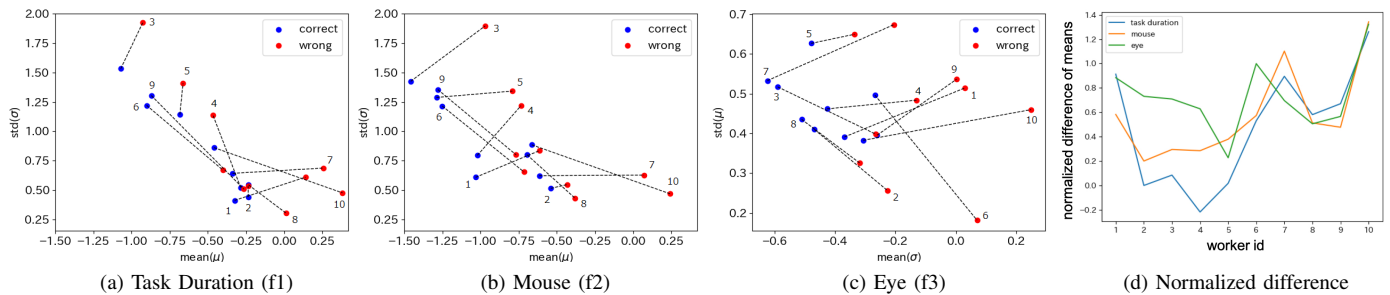 2.00
1.75
1.50
1.25
1.00
0.75
0.50
0.25
std(σ)
−1.50 −1.25 −1.00 −0.75 −0.50 −0.25 0.00 0.25
mean(μ)
correct
wrong
3
5
9
6
4
7
10
1
2
8
(a) Task Duration (f1)
2.00
1.75
1.50
1.25
1.00
0.75
0.50
0.25
std(σ)
−1.50 −1.25 −1.00 −0.75 −0.50 −0.25 0.00 0.25
mean(μ)
correct
wrong
3
9
5
6
4
1
7
10
2
8
(b) Mouse (f2)
0.7
0.6
0.5
0.4
0.3
0.2
std(μ)
−0.6 −0.4 −0.2 0.0 0.2
mean(σ)
correct
wrong
5
7
3
9
1
4
10
8
2
6
(c) Eye (f3)
1.4
1.2
1.0
0.8
0.6
0.4
0.2
0.0
−0.2
normalized difference of means
task duration
mouse
eye
1 2 3 4 5 6 7 8 9 10
worker id
(d) Normalized difference